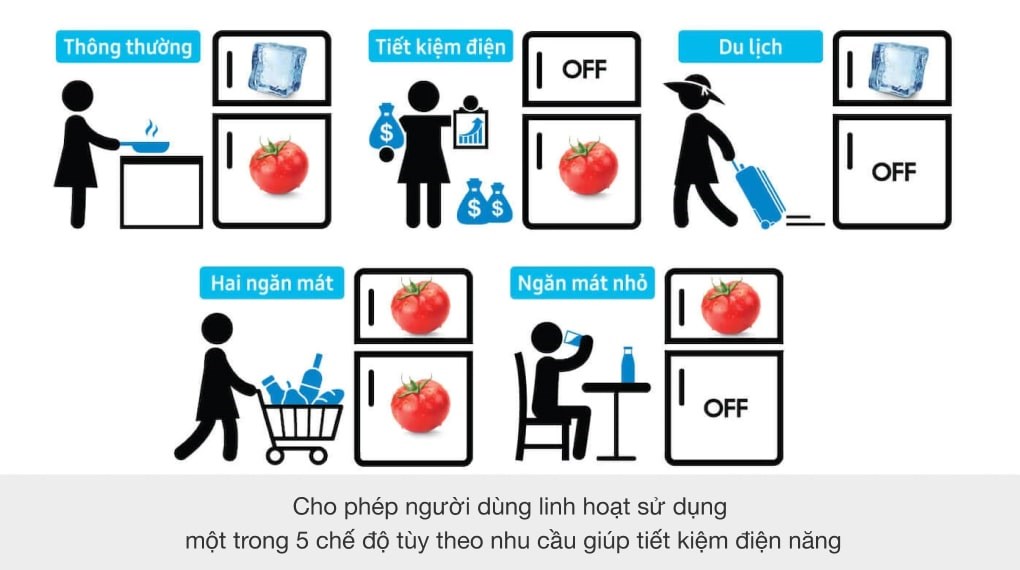 Thông thường
Tiết kiệm điện
OFF
Du lịch
OFF
$
$
$
Hai ngăn mát
Ngăn mát nhỏ
OFF
Cho phép người dùng linh hoạt sử dụng
một trong 5 chế độ tùy theo nhu cầu giúp tiết kiệm điện năng